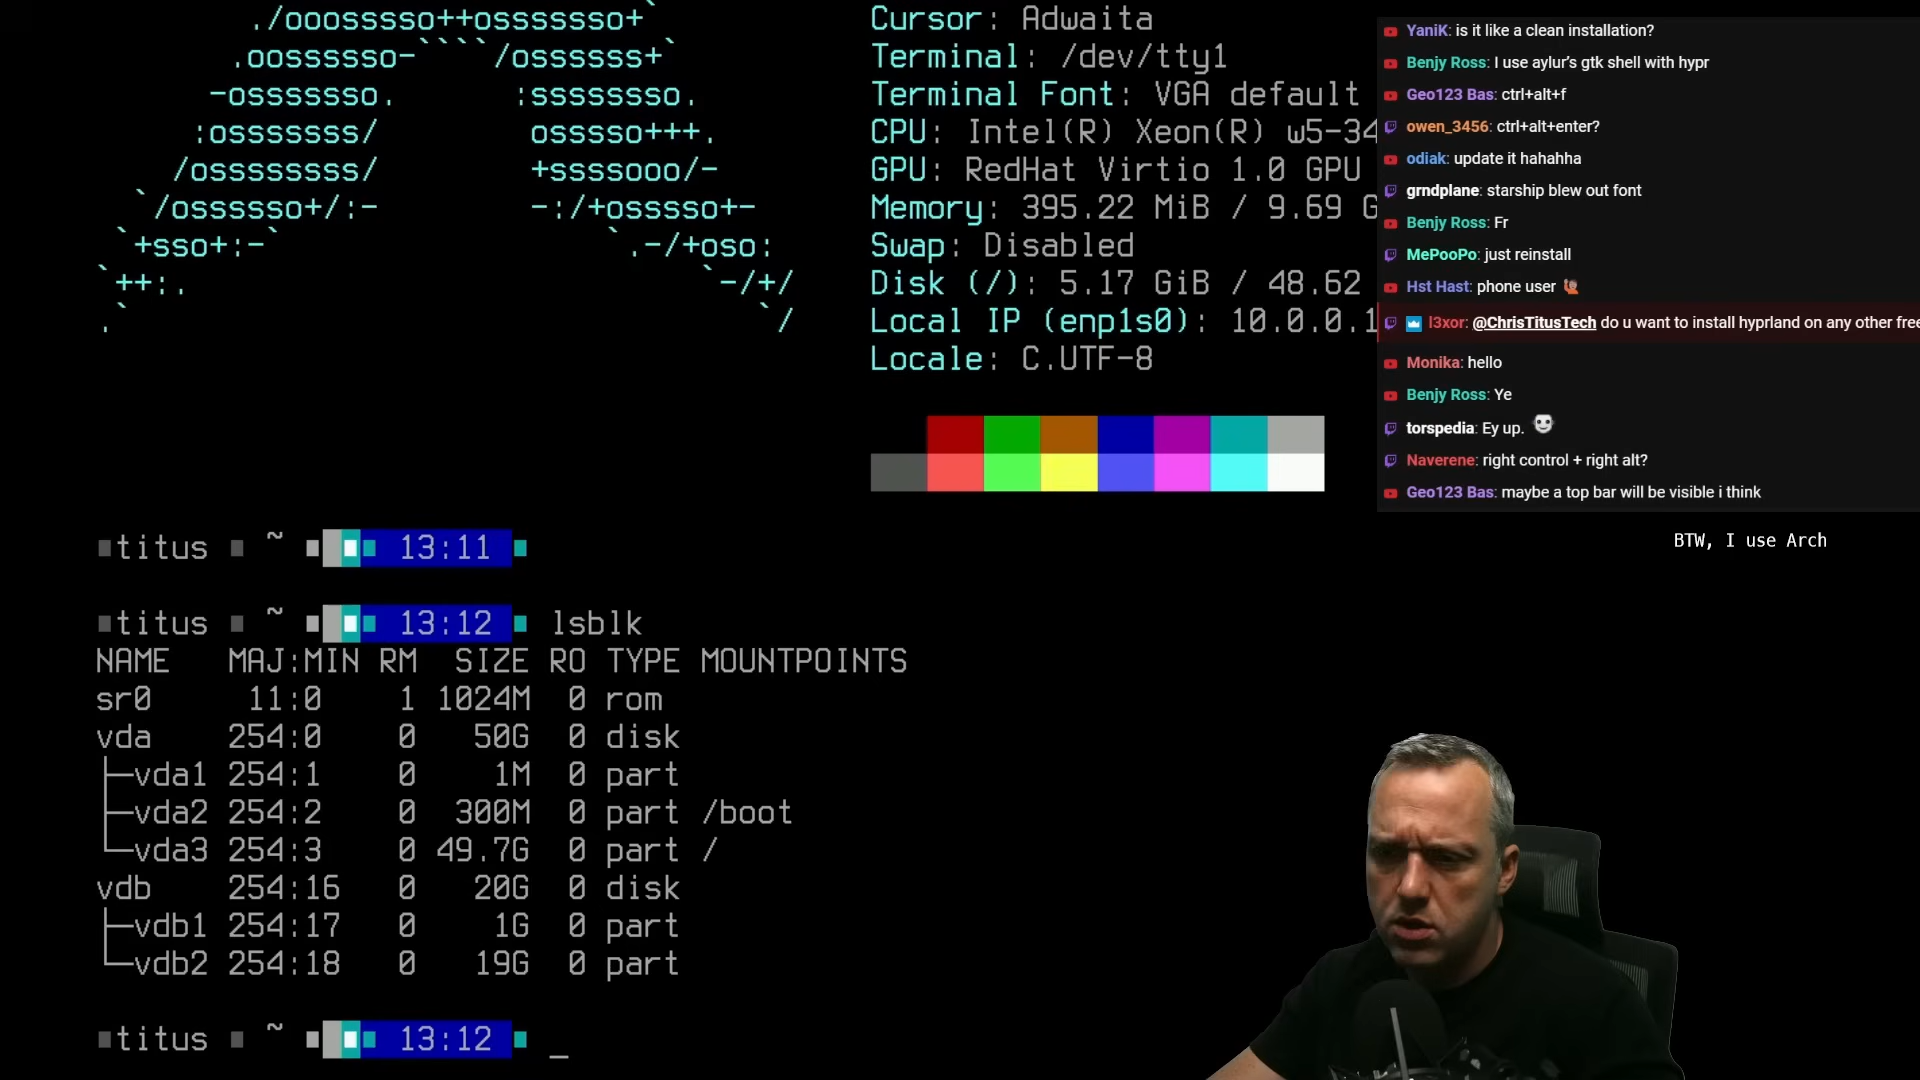 ./ooosssso++osssssso+`
.oossssso-````/ossssss+`
-osssssso.      :ssssssso.
:osssssss/        osssso+++.
/ossssssss/        +ssssooo/-
`/ossssso+/:-        -:/+osssso+-
`+sso+:-`                 `.-/+oso:
`++:.                           `-/+/
.`                                 `/
Cursor: Adwaita
Terminal: /dev/tty1
Terminal Font: VGA default
CPU: Intel(R) Xeon(R) w5-34
GPU: RedHat Virtio 1.0 GPU
Memory: 395.22 MiB / 9.69 G
Swap: Disabled
Disk (/): 5.17 GiB / 48.62
Local IP (enp1s0): 10.0.0.1
Locale: C.UTF-8
titus ~ 13:11
titus ~ 13:12 lsblk
NAME   MAJ:MIN RM   SIZE RO TYPE MOUNTPOINTS
sr0     11:0    1  1024M  0 rom
vda    254:0    0    50G  0 disk
├─vda1 254:1    0     1M  0 part
├─vda2 254:2    0   300M  0 part /boot
└─vda3 254:3    0  49.7G  0 part /
vdb    254:16   0    20G  0 disk
├─vdb1 254:17   0     1G  0 part
└─vdb2 254:18   0    19G  0 part
titus ~ 13:12 _
YaniK: is it like a clean installation?
Benjy Ross: I use aylur’s gtk shell with hypr
Geo123 Bas: ctrl+alt+f
owen_3456: ctrl+alt+enter?
odiak: update it hahahha
grndplane: starship blew out font
Benjy Ross: Fr
MePooPo: just reinstall
Hst Hast: phone user
l3xor: @ChrisTitusTech do u want to install hyprland on any other free
Monika: hello
Benjy Ross: Ye
torspedia: Ey up.
Naverene: right control + right alt?
Geo123 Bas: maybe a top bar will be visible i think
BTW, I use Arch